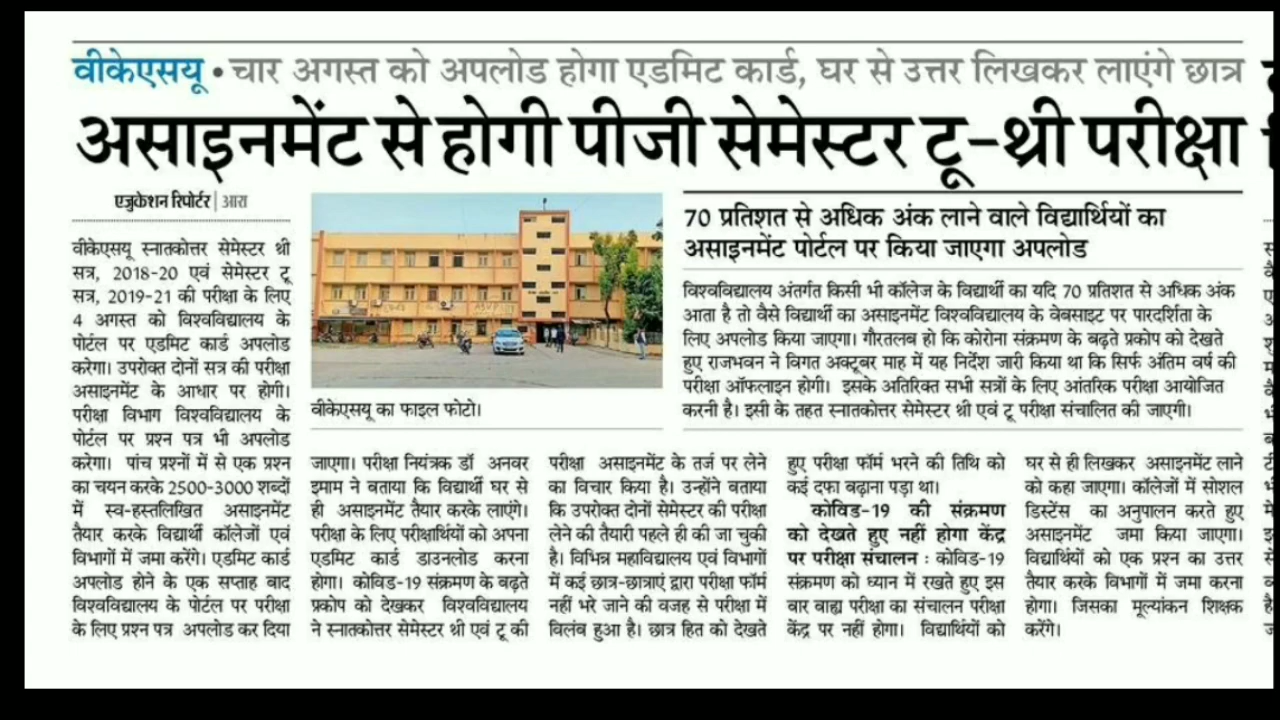 वीकेएसयू • चार अगस्त को अपलोड होगा एडमिट कार्ड, घर से उत्तर लिखकर लाएंगे छात्र
असाइनमेंट से होगी पीजी सेमेस्टर टू-थ्री परीक्षा
एजुकेशन रिपोर्टर | आरा
वीकेएसयू स्नातकोत्तर सेमेस्टर थ्री
सत्र, 2018-20 एवं सेमेस्टर टू
सत्र, 2019-21 की परीक्षा के लिए
4 अगस्त को विश्वविद्यालय के
पोर्टल पर एडमिट कार्ड अपलोड
करेगा। उपरोक्त दोनों सत्र की परीक्षा
असाइनमेंट के आधार पर होगी।
परीक्षा विभाग विश्वविद्यालय के
पोर्टल पर प्रश्न पत्र भी अपलोड
करेगा। पांच प्रश्नों में से एक प्रश्न
का चयन करके 2500-3000 शब्दों
में स्व-हस्तलिखित असाइनमेंट
तैयार करके विद्यार्थी कॉलेजों एवं
विभागों में जमा करेंगे। एडमिट कार्ड
अपलोड होने के एक सप्ताह बाद
विश्वविद्यालय के पोर्टल पर परीक्षा
के लिए प्रश्न पत्र अपलोड कर दिया
वीकेएसयू का फाइल फोटो।
जाएगा। परीक्षा नियंत्रक डॉ अनवर
इमाम ने बताया कि विद्यार्थी घर से
ही असाइनमेंट तैयार करके लाएंगे।
परीक्षा के लिए परीक्षार्थियों को अपना
एडमिट कार्ड डाउनलोड करना
होगा। कोविड-19 संक्रमण के बढ़ते
प्रकोप को देखकर विश्वविद्यालय
ने स्नातकोत्तर सेमेस्टर थ्री एवं टू की
70 प्रतिशत से अधिक अंक लाने वाले विद्यार्थियों का
असाइनमेंट पोर्टल पर किया जाएगा अपलोड
विश्वविद्यालय अंतर्गत किसी भी कॉलेज के विद्यार्थी का यदि 70 प्रतिशत से अधिक अंक
आता है तो वैसे विद्यार्थी का असाइनमेंट विश्वविद्यालय के वेबसाइट पर पारदर्शिता के
लिए अपलोड किया जाएगा। गौरतलब हो कि कोरोना संक्रमण के बढ़ते प्रकोप को देखते
हुए राजभवन ने विगत अक्टूबर माह में यह निर्देश जारी किया था कि सिर्फ अंतिम वर्ष की
परीक्षा ऑफलाइन होगी। इसके अतिरिक्त सभी सत्रों के लिए आंतरिक परीक्षा आयोजित
करनी है। इसी के तहत स्नातकोत्तर सेमेस्टर थ्री एवं टू परीक्षा संचालित की जाएगी।
परीक्षा असाइनमेंट के तर्ज पर लेने
का विचार किया है। उन्होंने बताया
कि उपरोक्त दोनों सेमेस्टर की परीक्षा
लेने की तैयारी पहले ही की जा चुकी
है। विभिन्न महाविद्यालय एवं विभागों
में कई छात्र-छात्राएं द्वारा परीक्षा फॉर्म
नहीं भरे जाने की वजह से परीक्षा में
विलंब हुआ है। छात्र हित को देखते
हुए परीक्षा फॉर्म भरने की तिथि को
कई दफा बढ़ाना पड़ा था।
कोविड-19 की संक्रमण
को देखते हुए नहीं होगा केंद्र
पर परीक्षा संचालन : कोविड-19
संक्रमण को ध्यान में रखते हुए इस
बार वाह्य परीक्षा का संचालन परीक्षा
केंद्र पर नहीं होगा। विद्यार्थियों को
घर से ही लिखकर असाइनमेंट लाने
को कहा जाएगा। कॉलेजों में सोशल
डिस्टेंस का अनुपालन करते हुए
असाइनमेंट जमा किया जाएगा।
विद्यार्थियों को एक प्रश्न का उत्तर
तैयार करके विभागों में जमा करना
होगा। जिसका मूल्यांकन शिक्षक
करेंगे।